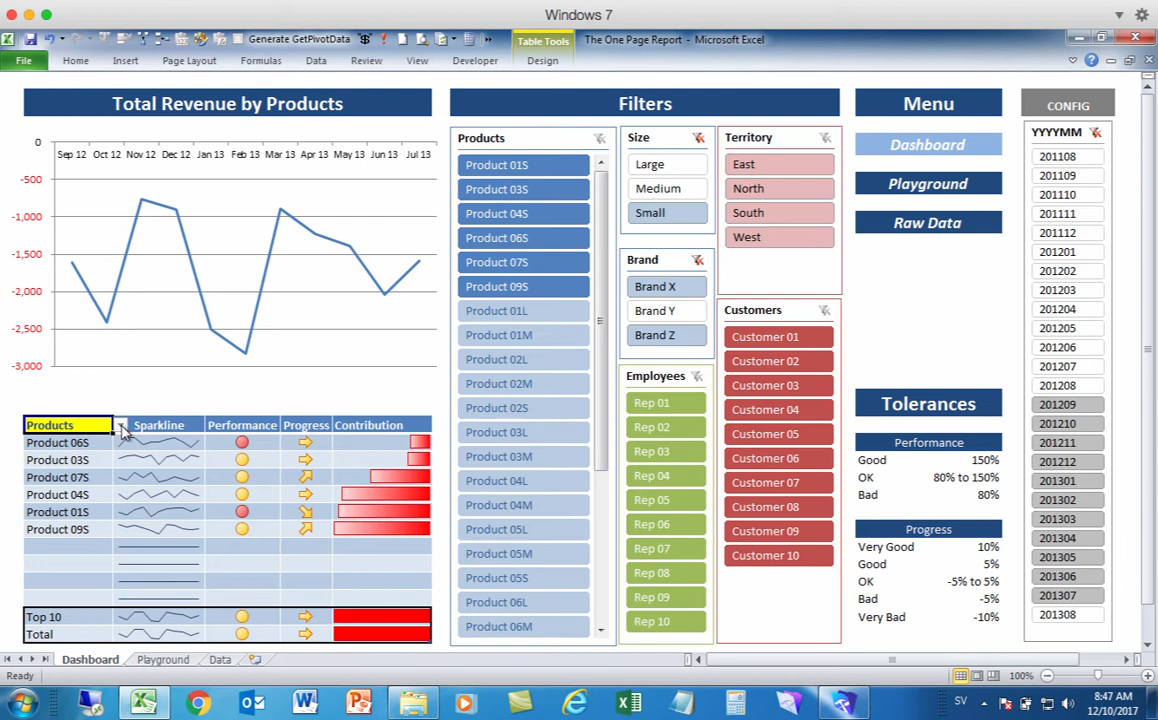 Windows 7
Generate GetPivotData
Table Tools
The One Page Report - Microsoft Excel
File
Home
Insert
Page Layout
Formulas
Data
Review
View
Developer
Design
Total Revenue by Products
Filters
Menu
CONFIG
0
Sep 12 Oct 12 Nov 12 Dec 12 Jan 13 Feb 13 Mar 13 Apr 13 May 13 Jun 13 Jul 13
-500
-1,000
-1,500
-2,000
-2,500
-3,000
Products Sparkline Performance Progress Contribution
Product 06S
Product 03S
Product 07S
Product 04S
Product 01S
Product 09S
Top 10
Total
Products
Product 01S
Product 03S
Product 04S
Product 06S
Product 07S
Product 09S
Product 01L
Product 01M
Product 02L
Product 02M
Product 02S
Product 03L
Product 03M
Product 04L
Product 04M
Product 05L
Product 05M
Product 05S
Product 06L
Product 06M
Size
Large
Medium
Small
Brand
Brand X
Brand Y
Brand Z
Employees
Rep 01
Rep 02
Rep 03
Rep 04
Rep 05
Rep 06
Rep 07
Rep 08
Rep 09
Rep 10
Territory
East
North
South
West
Customers
Customer 01
Customer 02
Customer 03
Customer 04
Customer 05
Customer 06
Customer 07
Customer 08
Customer 09
Customer 10
Dashboard
Playground
Raw Data
Tolerances
Performance
Good 150%
OK 80% to 150%
Bad 80%
Progress
Very Good 10%
Good 5%
OK -5% to 5%
Bad -5%
Very Bad -10%
YYYYMM
201108
201109
201110
201111
201112
201201
201202
201203
201204
201205
201206
201207
201208
201209
201210
201211
201212
201301
201302
201303
201304
201305
201306
201307
201308
Dashboard
Playground
Data
Ready
100%
SV
8:47 AM
12/10/2017